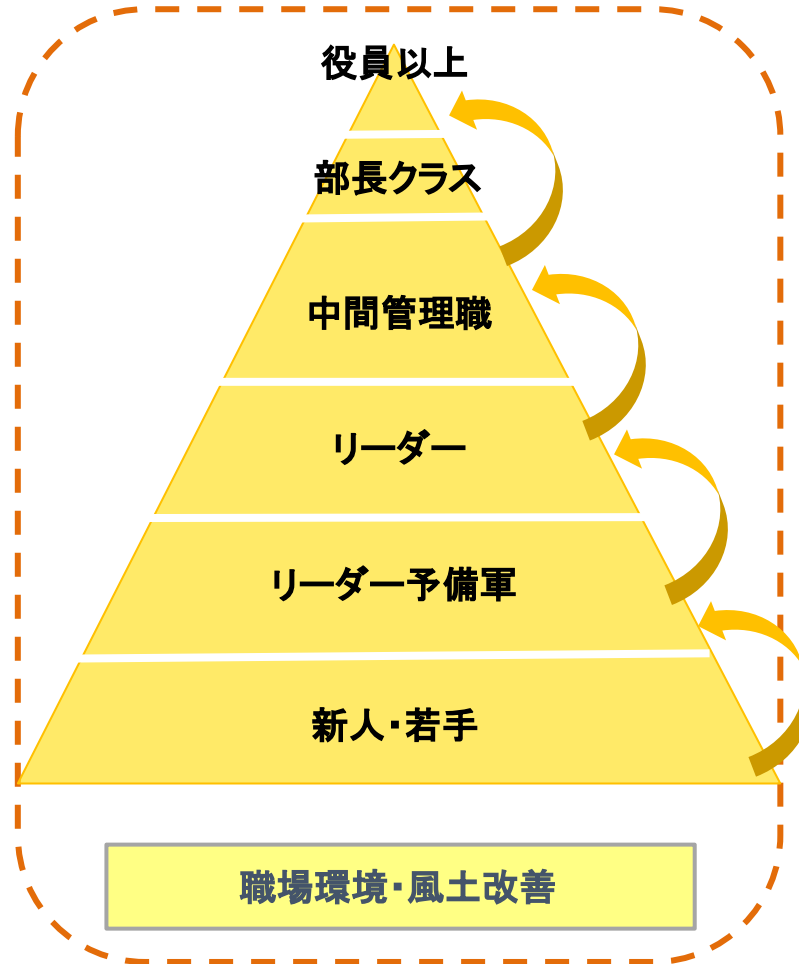 役員以上
部長クラス
中間管理職
リーダー
リーダー予備軍
新人・若手
職場環境・風土改善